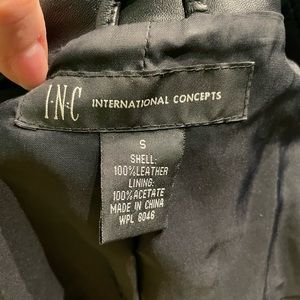 I·N·C INTERNATIONAL CONCEPTS
S
SHELL:
100%LEATHER
LINING:
100%ACETATE
MADE IN CHINA
WPL 8046